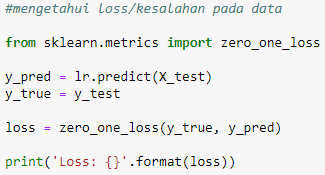 #mengetahui loss/kesalahan pada data
from sklearn.metrics import zero_one_loss
y_pred = lr.predict(X_test)
y_true = y_test
loss = zero_one_loss(y_true, y_pred)
print('Loss: {}'.format(loss))